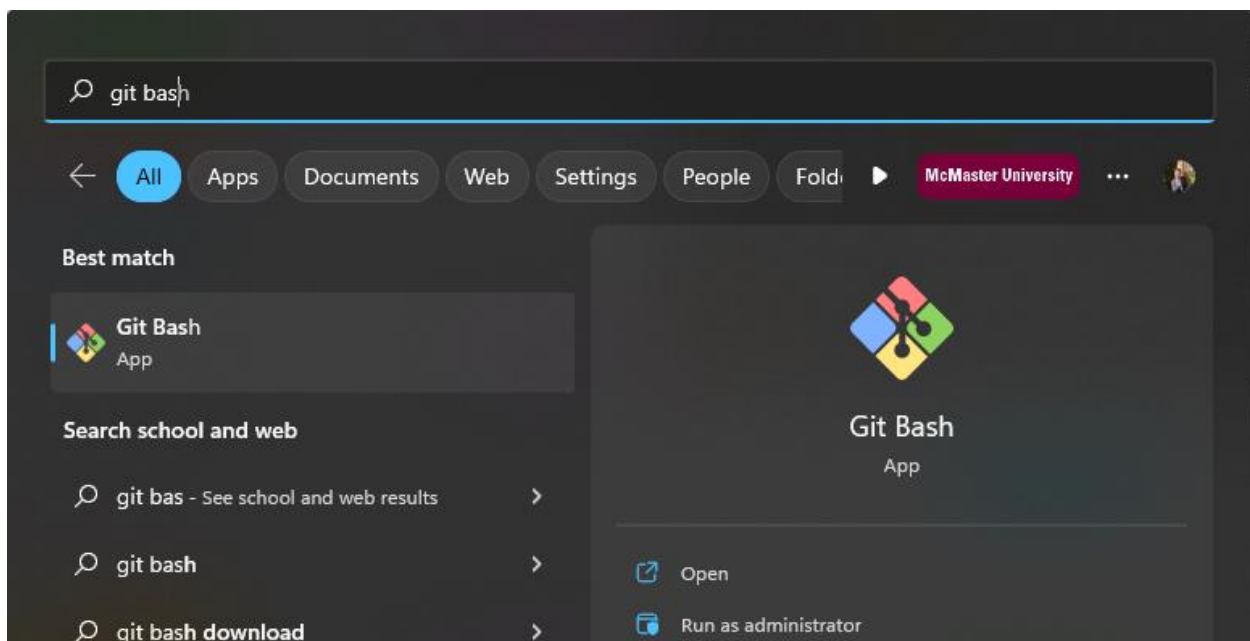 git bash
All Apps Documents Web Settings People Folde McMaster University ...
Best match
Git Bash
App
Search school and web
git bas - See school and web results
git bash
git bash download
Git Bash
App
Open
Run as administrator